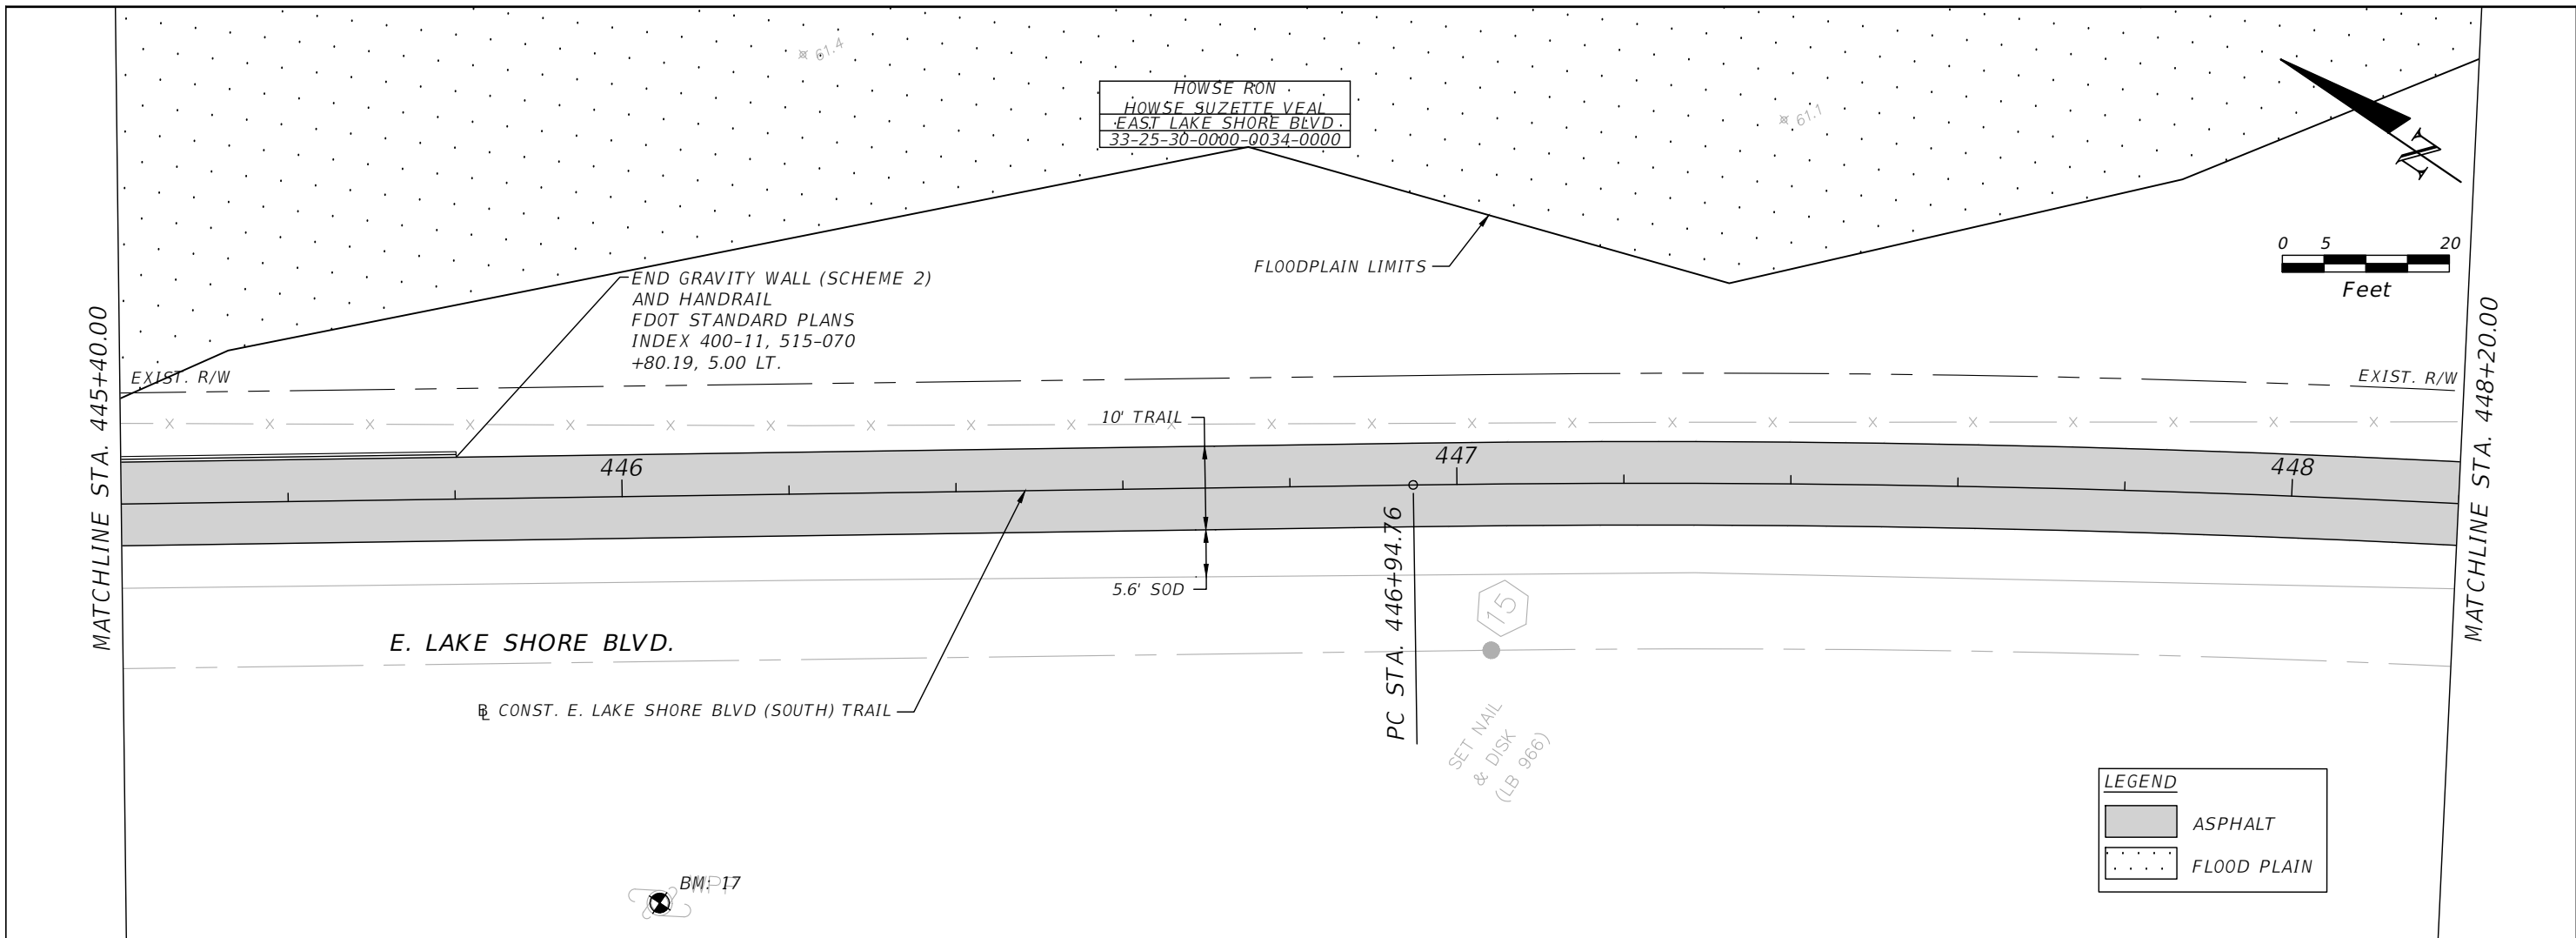 61.4
HOWSE RON
HOWSE SUZETTE VEAL
EAST LAKE SHORE BLVD
33-25-30-0000-0034-0000
61.1
N
0 5 20
Feet
FLOODPLAIN LIMITS
END GRAVITY WALL (SCHEME 2)
AND HANDRAIL
FDOT STANDARD PLANS
INDEX 400-11, 515-070
+80.19, 5.00 LT.
MATCHLINE STA. 445+40.00
MATCHLINE STA. 448+20.00
EXIST. R/W
EXIST. R/W
X X X X X X X X X X X X X X X X X X X X X X X
10' TRAIL
446
447
448
5.6' SOD
PC STA. 446+94.76
15
E. LAKE SHORE BLVD.
BL CONST. E. LAKE SHORE BLVD (SOUTH) TRAIL
SET NAIL
& DISK
(LB 966)
LEGEND
ASPHALT
FLOOD PLAIN
BM: 17